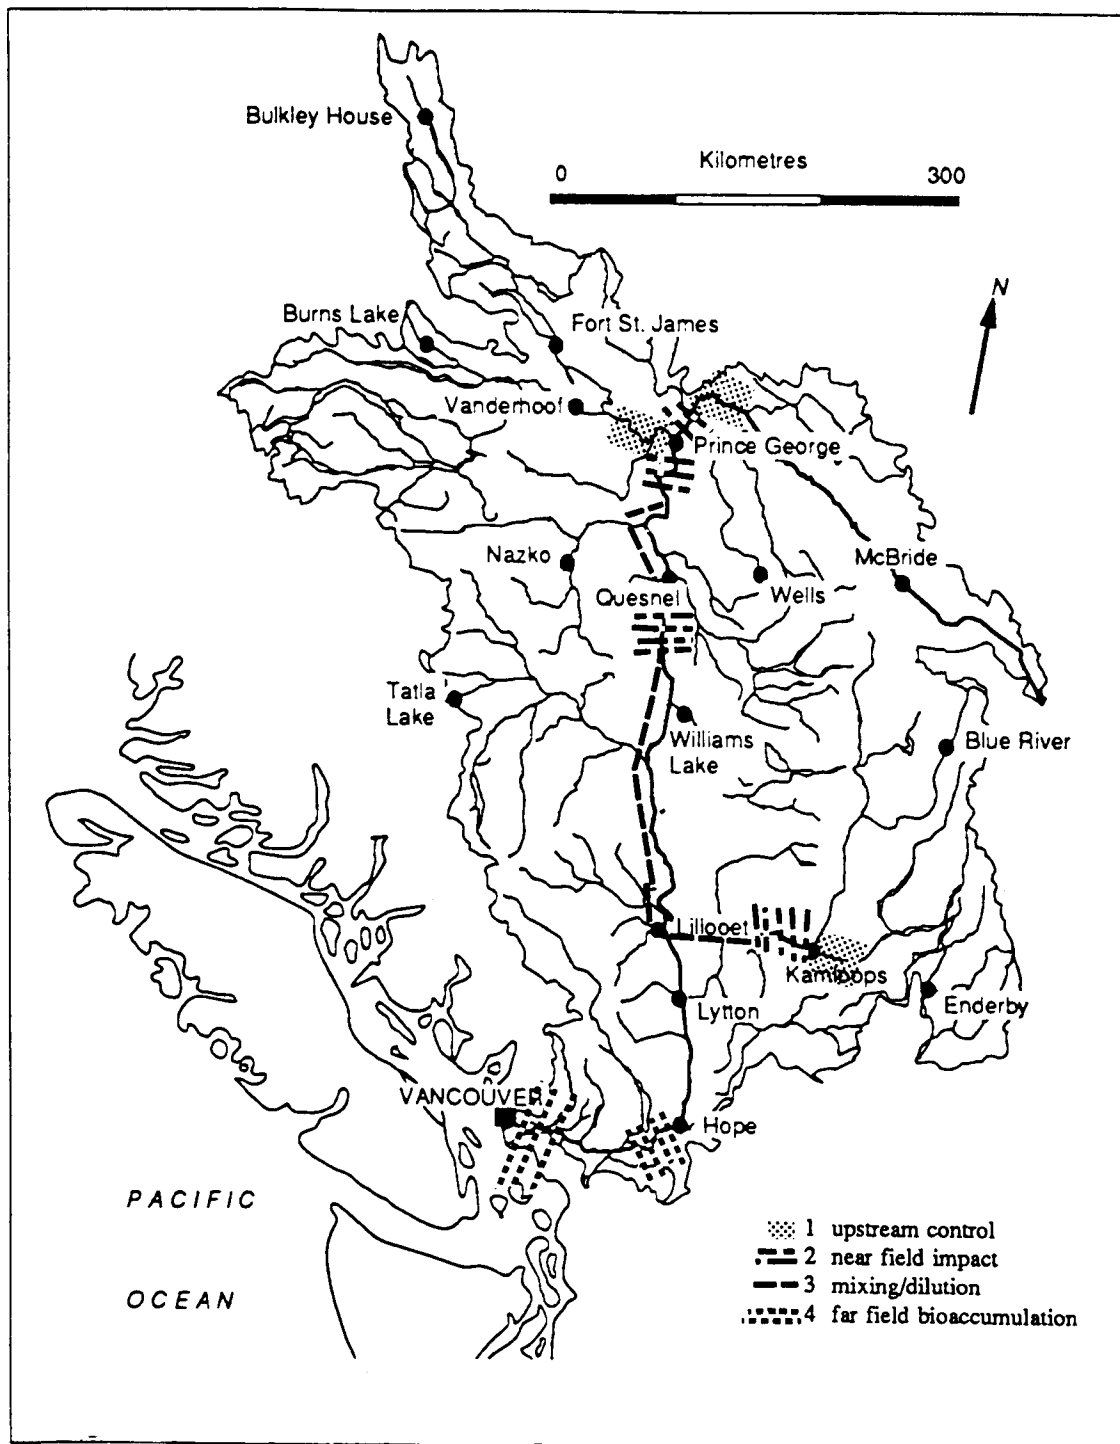 Bulkley House
Kilometres
0
300
N
Burns Lake
Fort St. James
Vanderhoof
Prince George
Nazko
McBride
Quesnel
Wells
Tatla
Lake
Williams
Lake
Blue River
Lillooet
Kamloops
Lytton
Enderby
VANCOUVER
Hope
PACIFIC
OCEAN
1 upstream control
2 near field impact
3 mixing/dilution
4 far field bioaccumulation